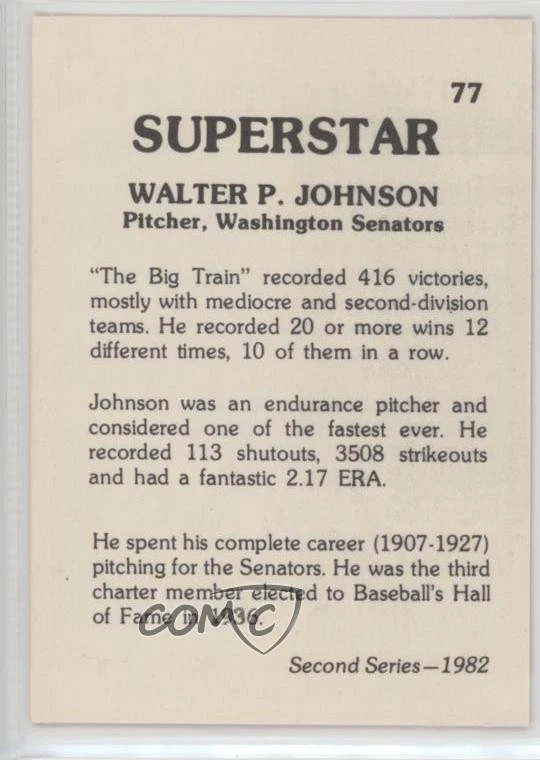 77
SUPERSTAR
WALTER P. JOHNSON
Pitcher, Washington Senators
"The Big Train" recorded 416 victories,
mostly with mediocre and second-division
teams. He recorded 20 or more wins 12
different times, 10 of them in a row.
Johnson was an endurance pitcher and
considered one of the fastest ever. He
recorded 113 shutouts, 3508 strikeouts
and had a fantastic 2.17 ERA.
He spent his complete career (1907-1927)
pitching for the Senators. He was the third
charter member elected to Baseball's Hall
of Fame in 1936.
COMC
Second Series—1982